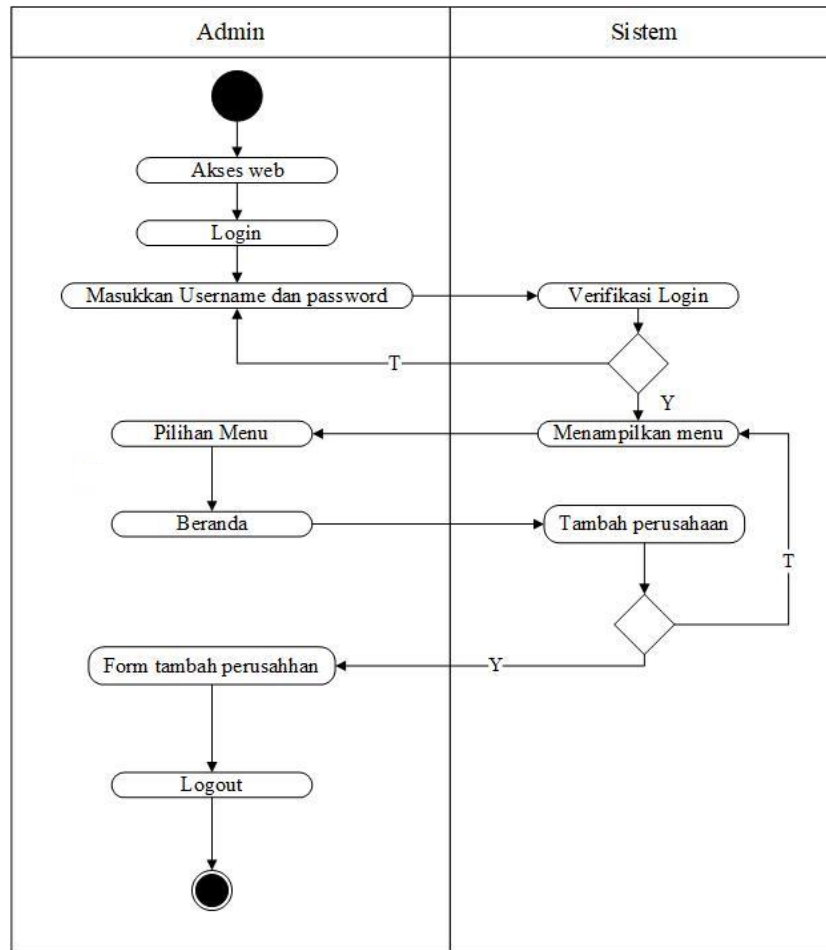 Admin
Sistem
Akses web
Login
Masukkan Username dan password
Verifikasi Login
T
Y
Pilihan Menu
Menampilkan menu
Beranda
Tambah perusahaan
T
Form tambah perusahhan
Y
Logout